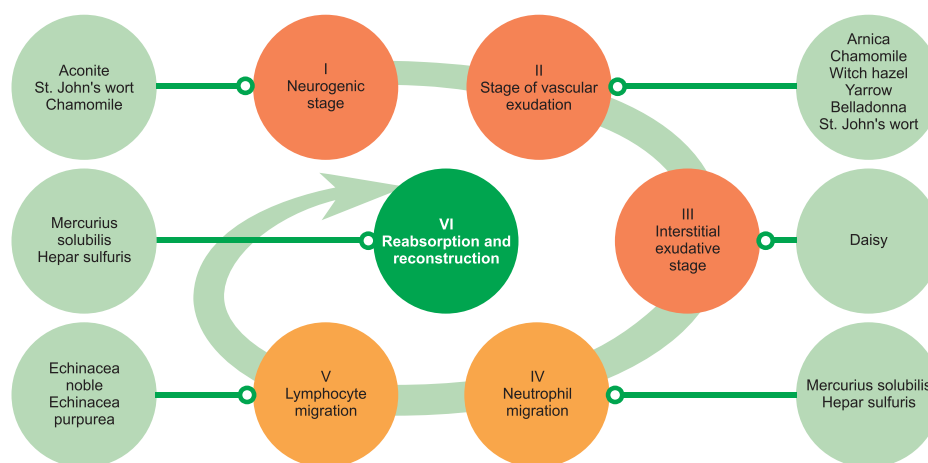 Aconite
St. John's wort
Chamomile
I
Neurogenic
stage
II
Stage of vascular
exudation
Arnica
Chamomile
Witch hazel
Yarrow
Belladonna
St. John's wort
Mercurius
solubilis
Hepar sulfuris
VI
Reabsorption and
reconstruction
III
Interstitial
exudative
stage
Daisy
Echinacea
noble
Echinacea
purpurea
V
Lymphocyte
migration
IV
Neutrophil
migration
Mercurius solubilis
Hepar sulfuris